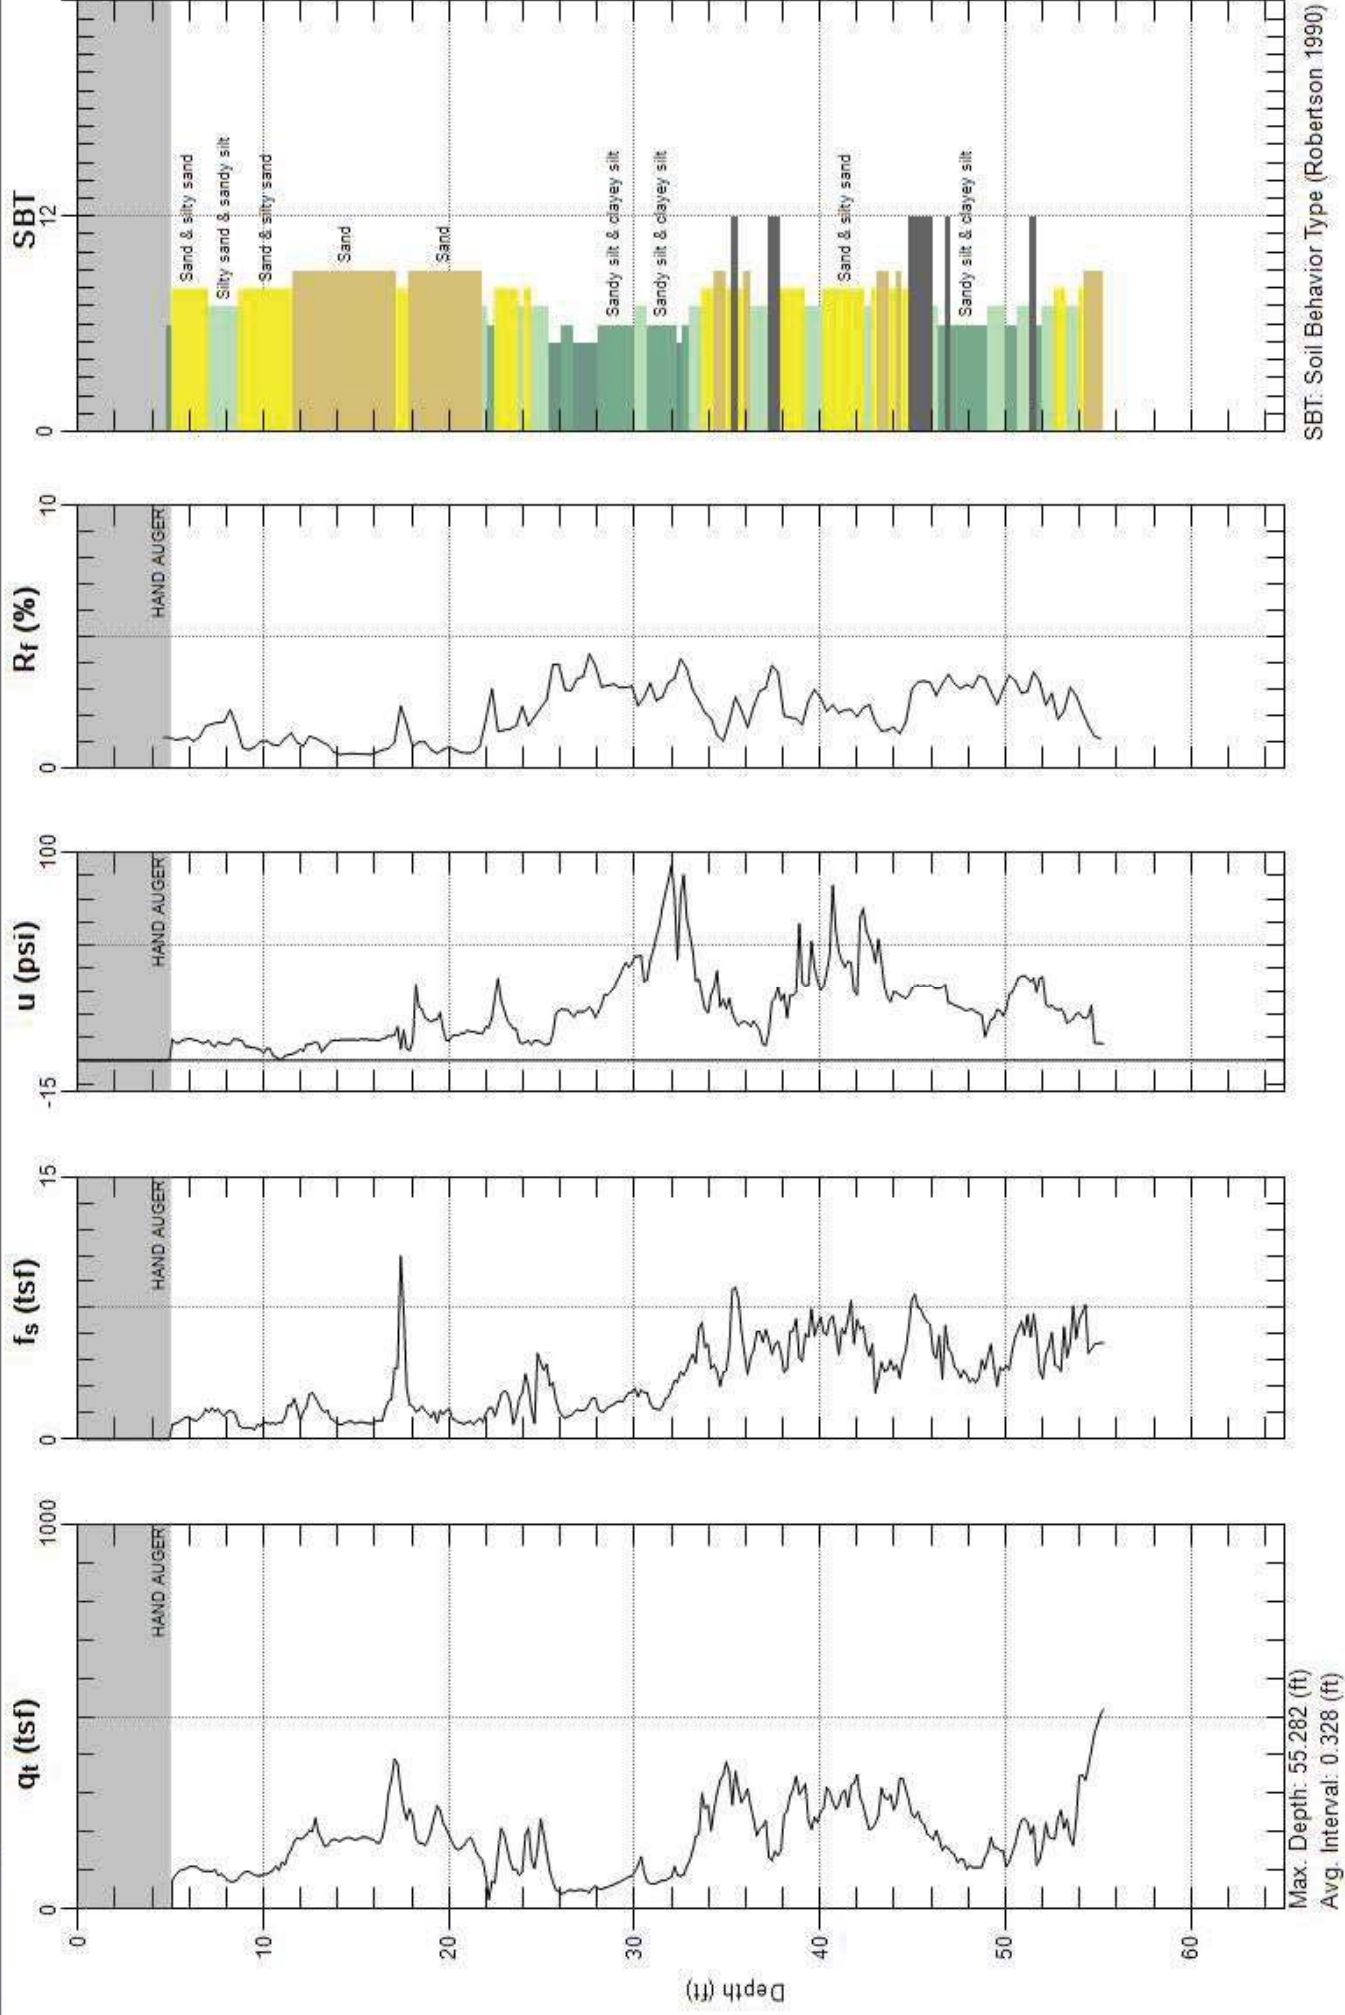 qt (tsf)
fs (tsf)
u (psi)
Rf (%)
SBT
0
1000
0
15
-15
100
0
10
0
12
HAND AUGER
HAND AUGER
HAND AUGER
HAND AUGER
Sand & silty sand
Silty sand & sandy silt
Sand & silty sand
Sand
Sand
Sandy silt & clayey silt
Sandy silt & clayey silt
Sand & silty sand
Sandy silt & clayey silt
0
10
20
30
40
50
60
Depth (ft)
Max. Depth: 55.282 (ft)
Avg. Interval: 0.328 (ft)
SBT: Soil Behavior Type (Robertson 1990)